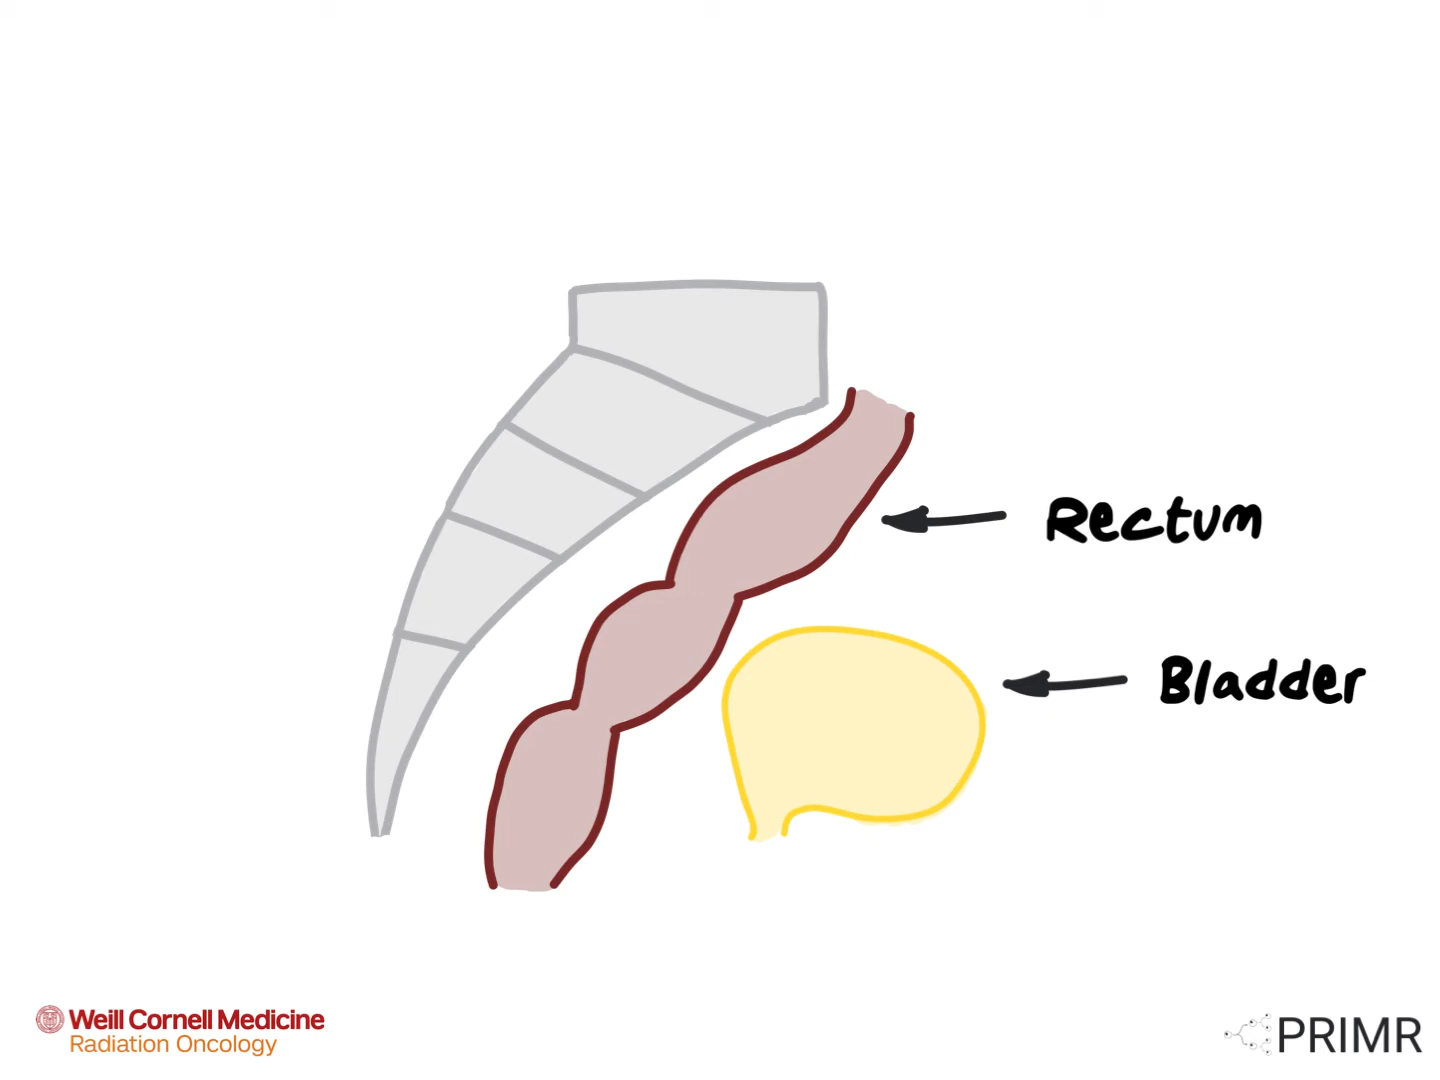 Rectum
Bladder
Weill Cornell Medicine
Radiation Oncology
PRIMR